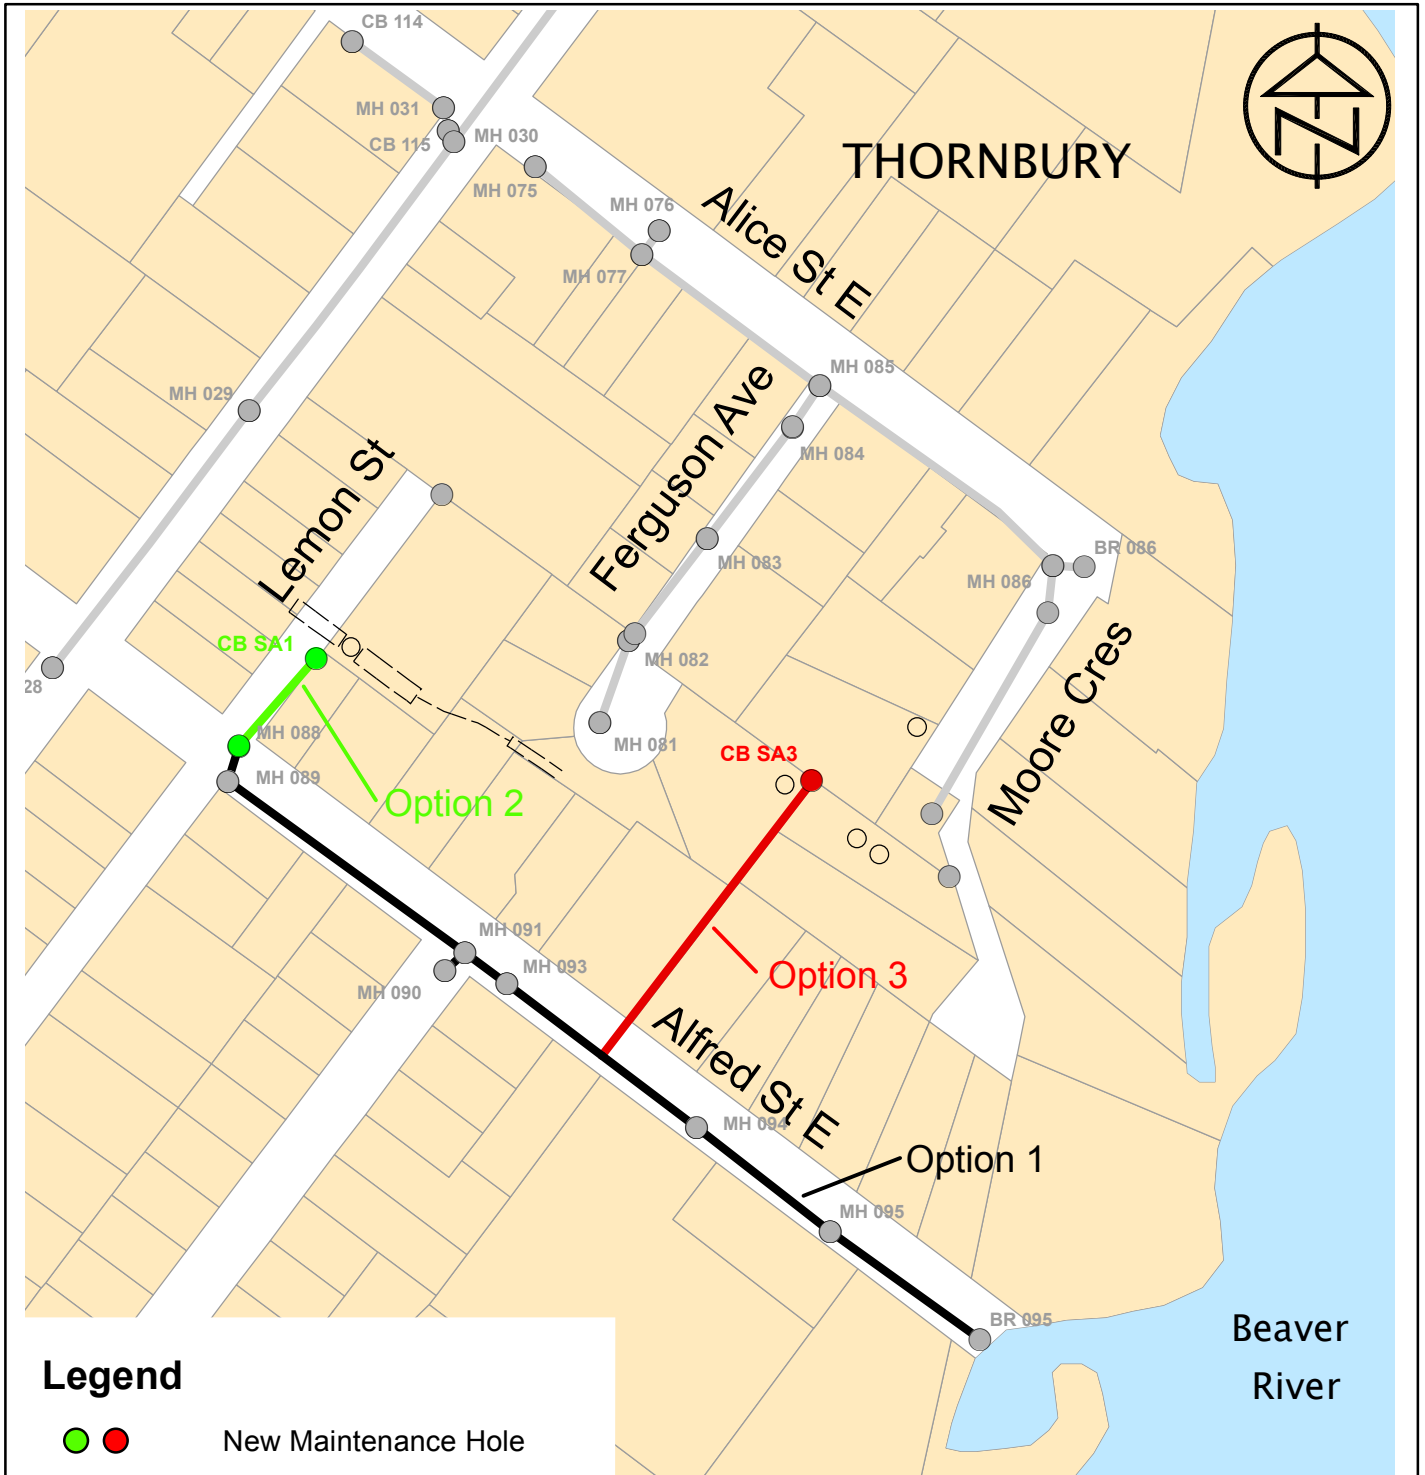 CB 114
MH 031
CB 115
MH 030
MH 075
THORNBURY
N
MH 076
Alice St E
MH 077
MH 085
MH 029
Ferguson Ave
MH 084
Lemon St
MH 083
BR 086
MH 086
CB SA1
MH 082
Moore Cres
28
MH 088
MH 081
CB SA3
MH 089
Option 2
MH 091
MH 093
MH 090
Option 3
Alfred St E
MH 094
Option 1
MH 095
BR 095
Beaver
River
Legend
New Maintenance Hole